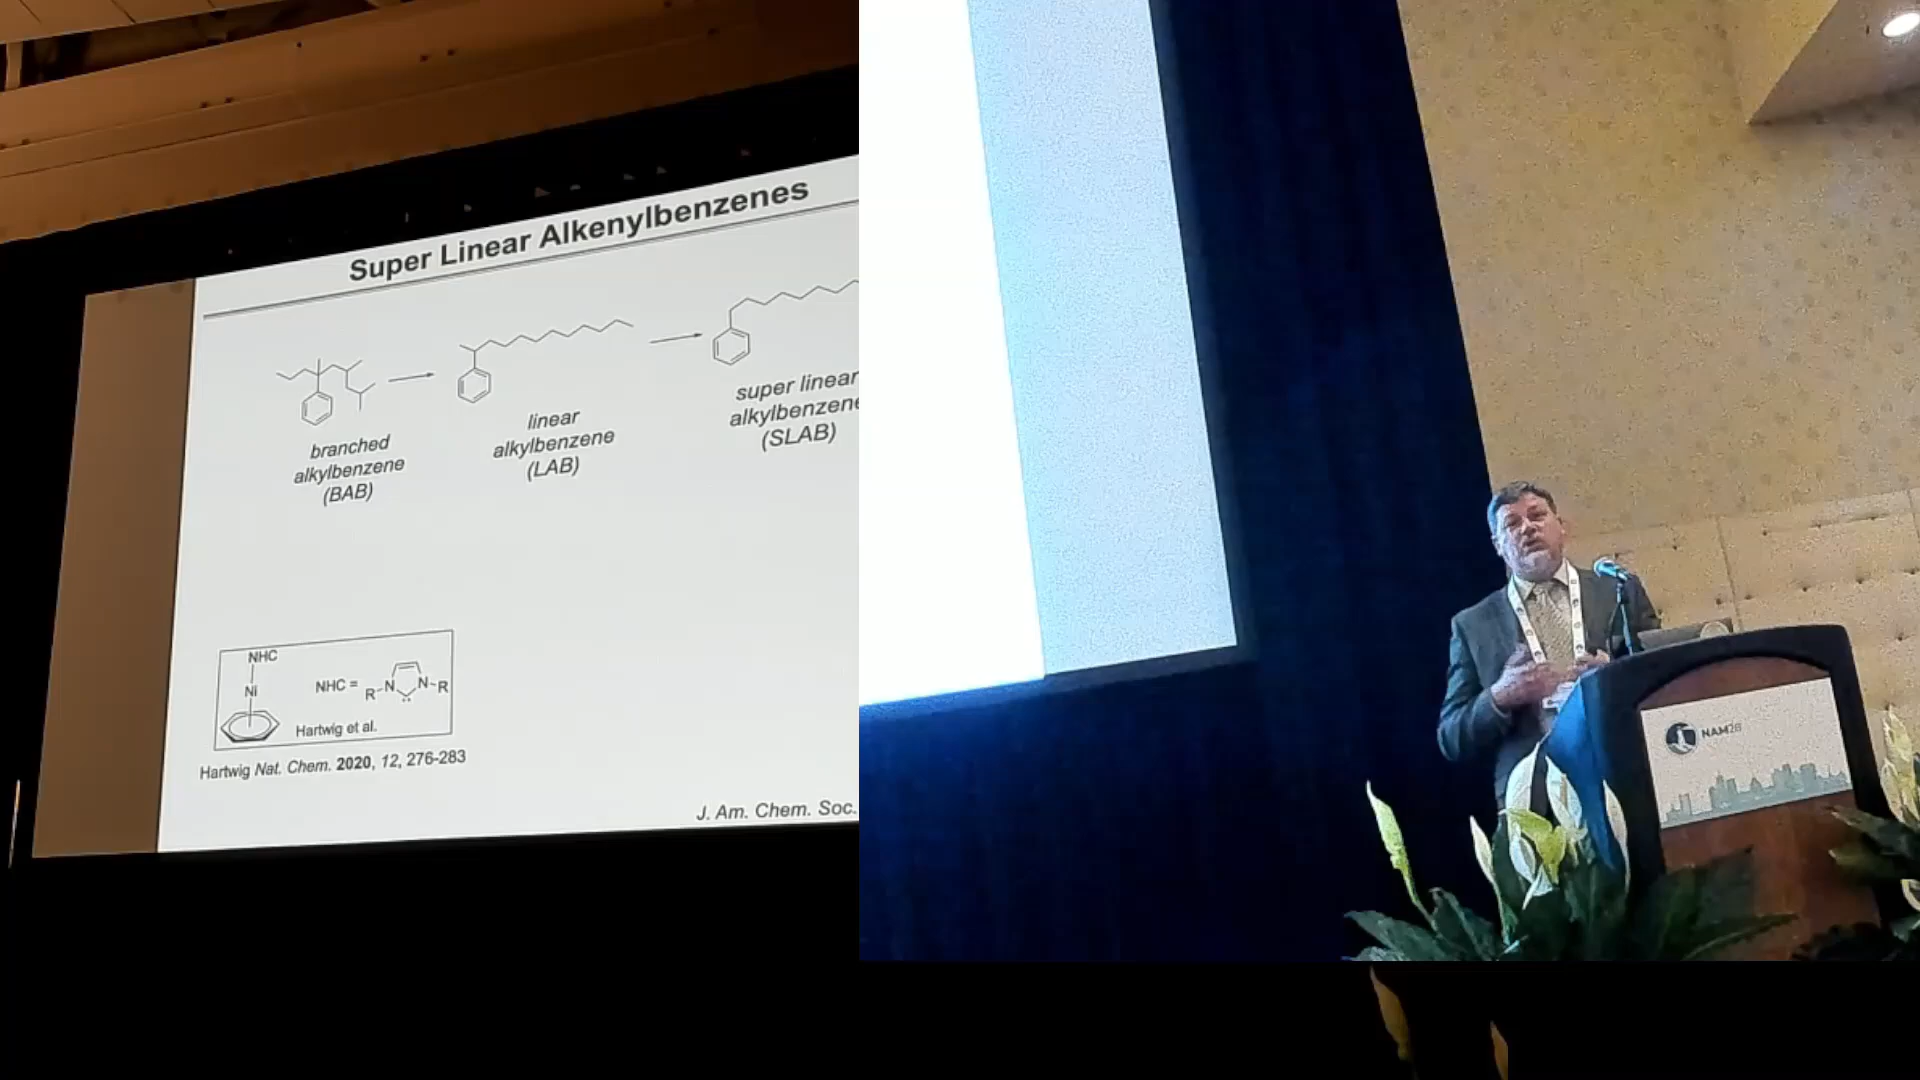 Super Linear Alkenylbenzenes
branched
alkylbenzene
(BAB)
linear
alkylbenzene
(LAB)
super linear
alkylbenzene
(SLAB)
NHC
Ni
NHC =
R-N
N-R
Hartwig et al.
Hartwig Nat. Chem. 2020, 12, 276-283
J. Am. Chem. Soc.
NAM28